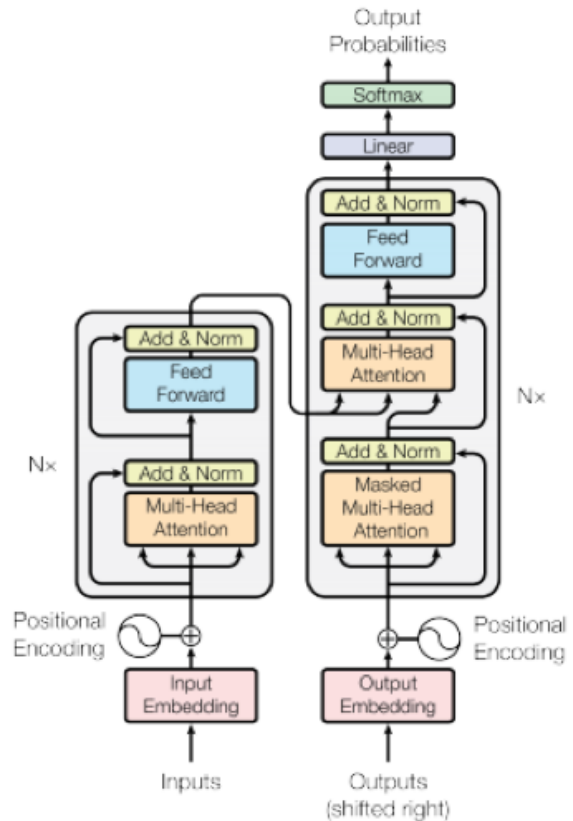 Output
Probabilities
Softmax
Linear
Add & Norm
Feed
Forward
Add & Norm
Multi-Head
Attention
Nx
Add & Norm
Masked
Multi-Head
Attention
Add & Norm
Feed
Forward
Nx
Add & Norm
Multi-Head
Attention
Positional
Encoding
Positional
Encoding
Input
Embedding
Output
Embedding
Inputs
Outputs
(shifted right)